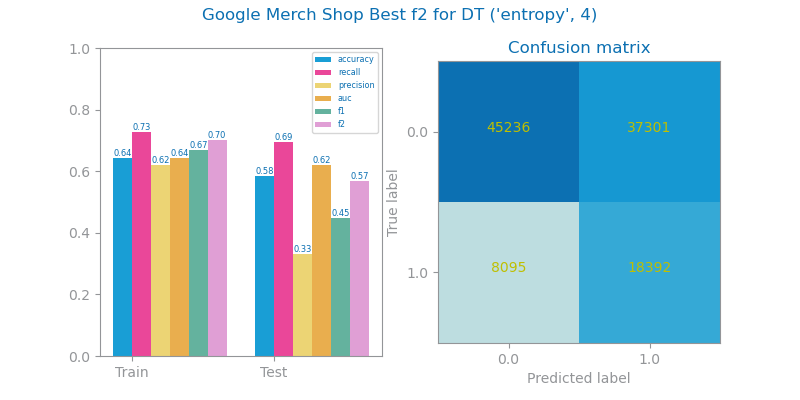 Google Merch Shop Best f2 for DT ('entropy', 4)
1.0
0.8
0.6
0.4
0.2
0.0
accuracy
recall
precision
auc
f1
f2
0.64
0.73
0.62
0.64
0.67
0.70
0.58
0.69
0.33
0.62
0.45
0.57
Train
Test
Confusion matrix
True label
0.0
1.0
45236
37301
8095
18392
0.0
1.0
Predicted label